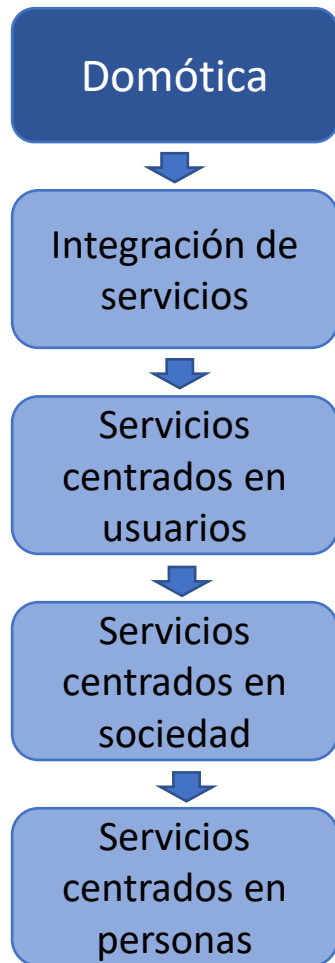 Domótica
Integración de
servicios
Servicios
centrados en
usuarios
Servicios
centrados en
sociedad
Servicios
centrados en
personas